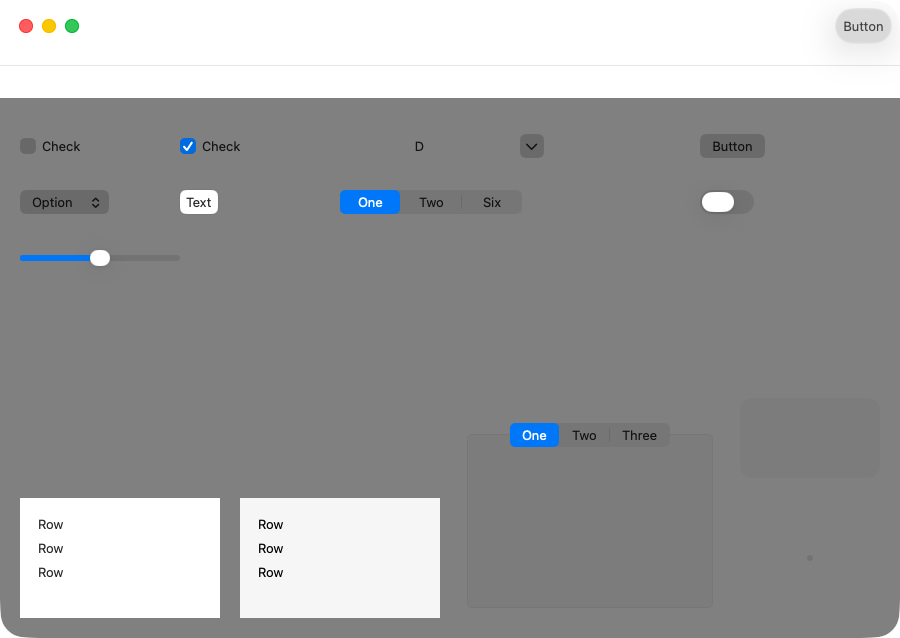 Button
Check
Check
D
Button
Option
Text
One
Two
Six
One
Two
Three
Row
Row
Row
Row
Row
Row